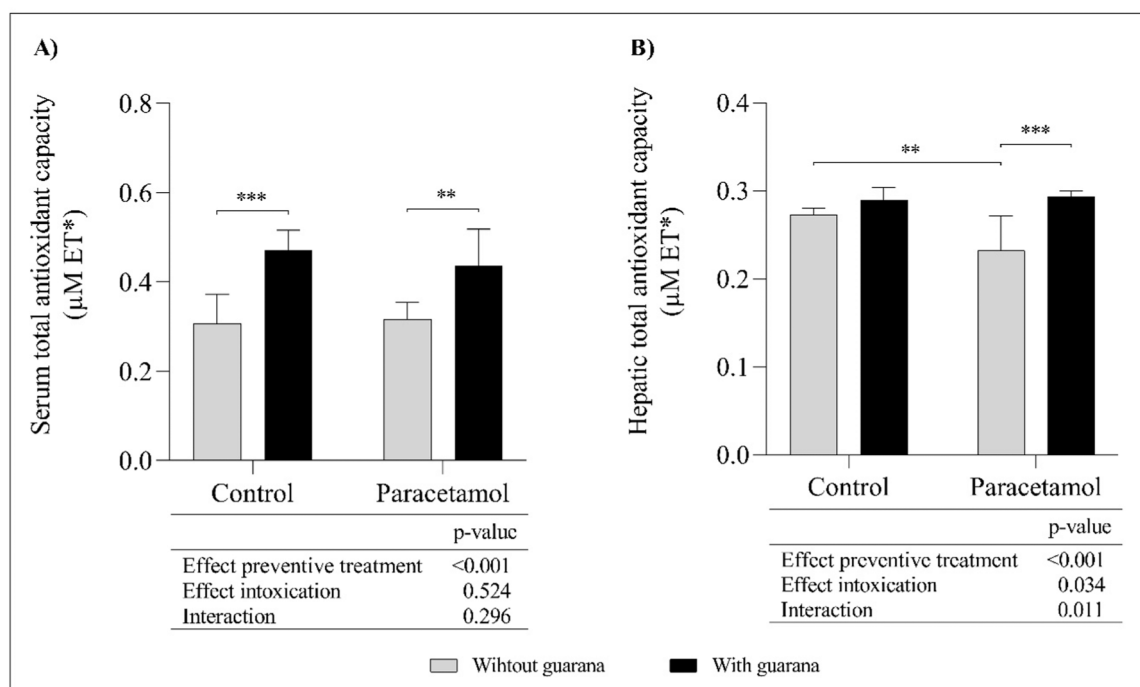 A)
Serum total antioxidant capacity
(µM ET*)
0.8
0.6
0.4
0.2
0.0
***
**
Control Paracetamol
p-value
Effect preventive treatment <0.001
Effect intoxication 0.524
Interaction 0.296
B)
Hepatic total antioxidant capacity
(µM ET*)
0.4
0.3
0.2
0.1
0.0
**
***
Control Paracetamol
p-value
Effect preventive treatment <0.001
Effect intoxication 0.034
Interaction 0.011
Wihtout guarana With guarana